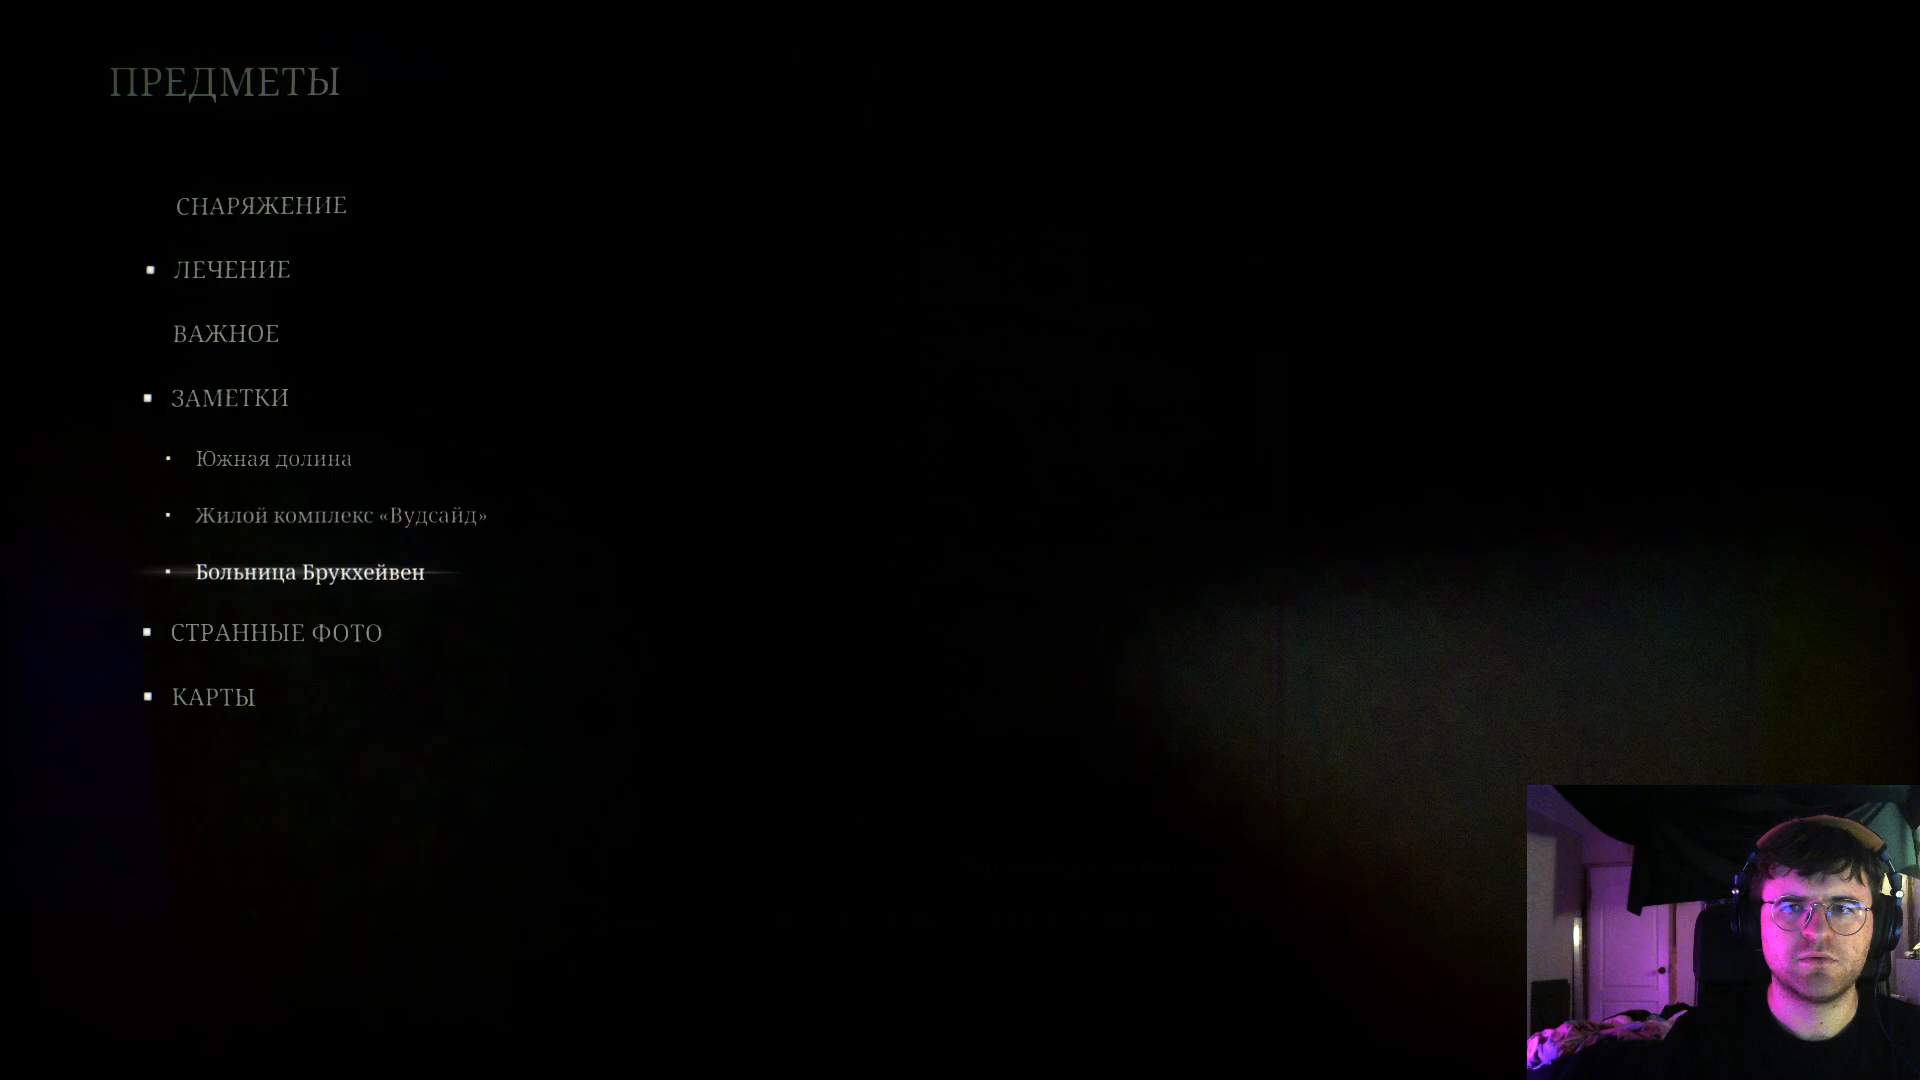 ПРЕДМЕТЫ
СНАРЯЖЕНИЕ
ЛЕЧЕНИЕ
ВАЖНОЕ
ЗАМЕТКИ
Южная долина
Жилой комплекс «Вудсайд»
Больница Брукхейвен
СТРАННЫЕ ФОТО
КАРТЫ